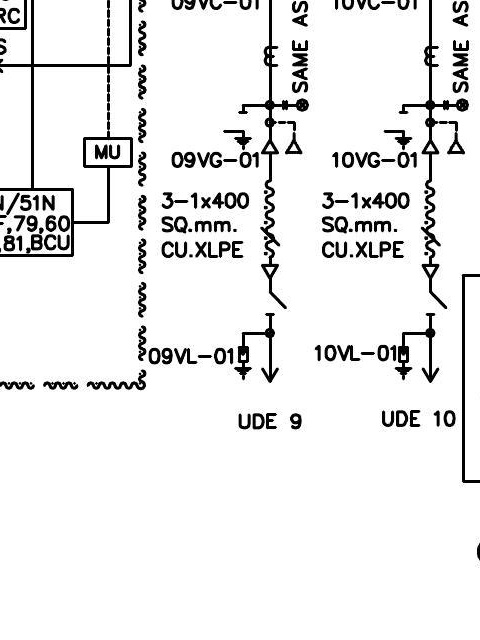 09VC-01
10VC-01
RC
S
SAME AS
SAME AS
MU
09VG-01
10VG-01
3-1x400
SQ.mm.
CU.XLPE
3-1x400
SQ.mm.
CU.XLPE
/51N
F,79,60
,81,BCU
09VL-01
10VL-01
UDE 9
UDE 10